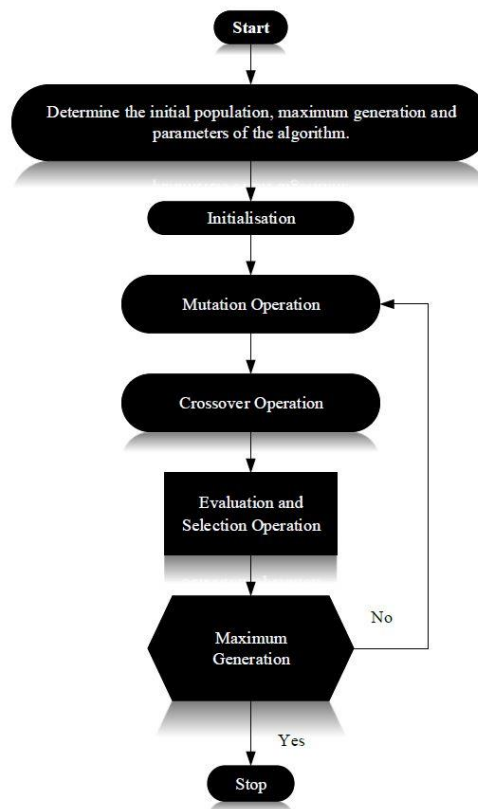 Start
Determine the initial population, maximum generation and
parameters of the algorithm.
Initialisation
Mutation Operation
Crossover Operation
Evaluation and
Selection Operation
Maximum
Generation
No
Yes
Stop